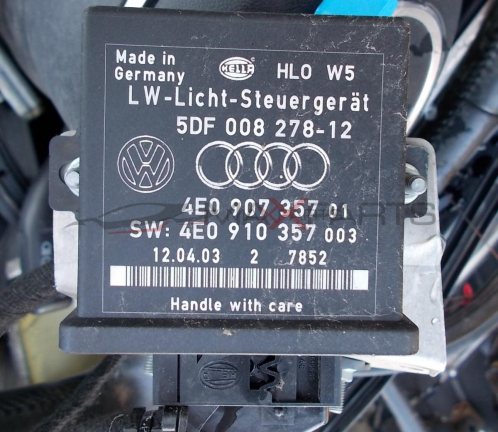 Made in
Germany
HELLA
HLO W5
LW-Licht-Steuergerät
5DF 008 278-12
4E0 907 357 01
SW: 4E0 910 357 003
12.04.03 2 7852
Handle with care